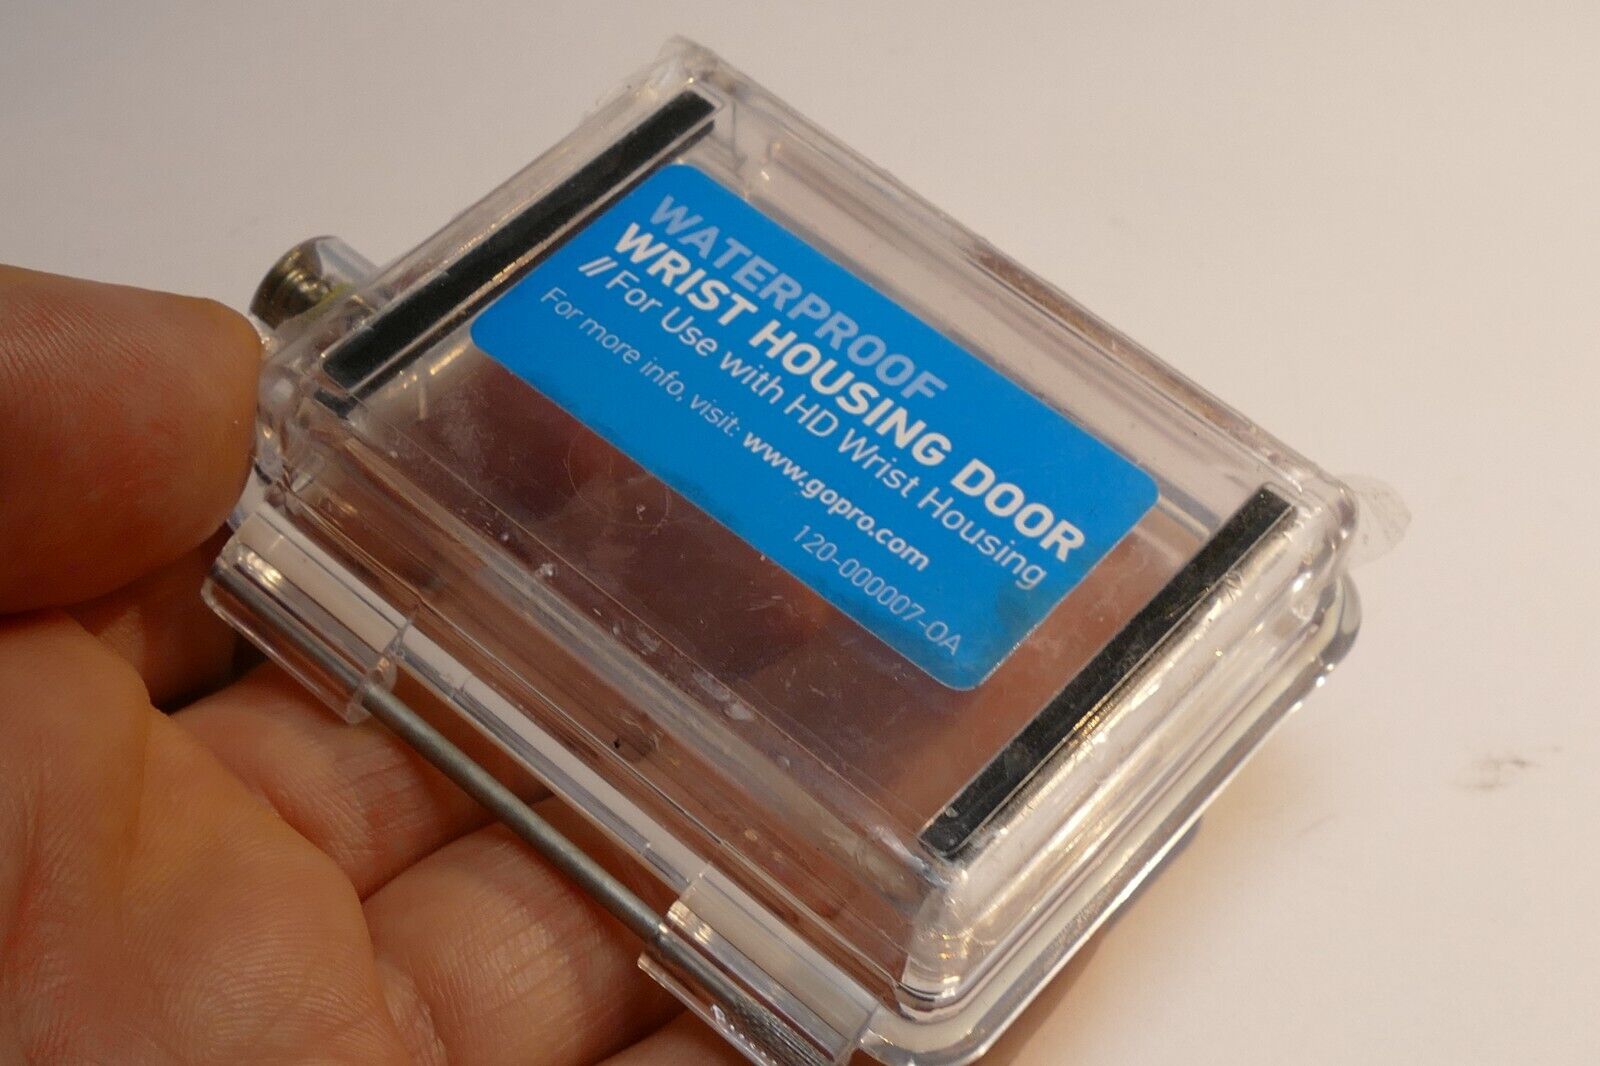 WATERPROOF
WRIST HOUSING DOOR
// For Use with HD Wrist Housing
For more info, visit: www.gopro.com
120-000007-0A